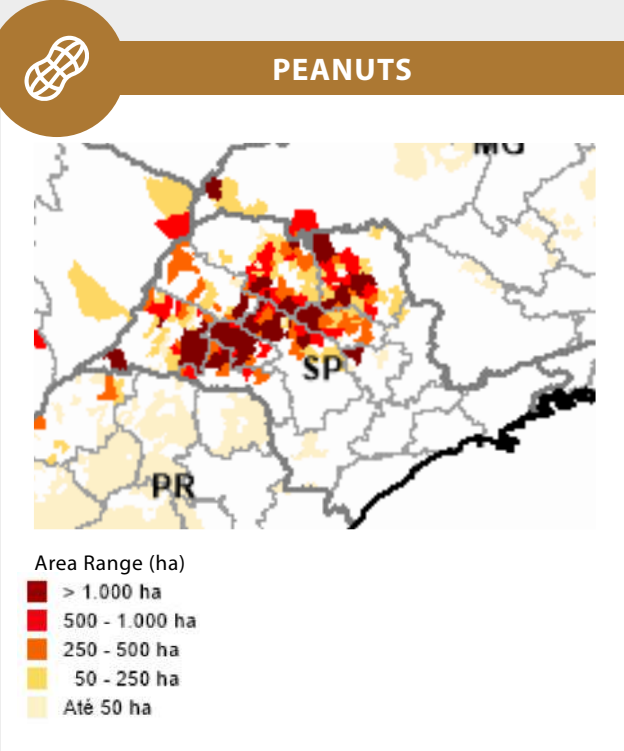 PEANUTS
MG
SP
PR
Area Range (ha)
> 1.000 ha
500 - 1.000 ha
250 - 500 ha
50 - 250 ha
Até 50 ha